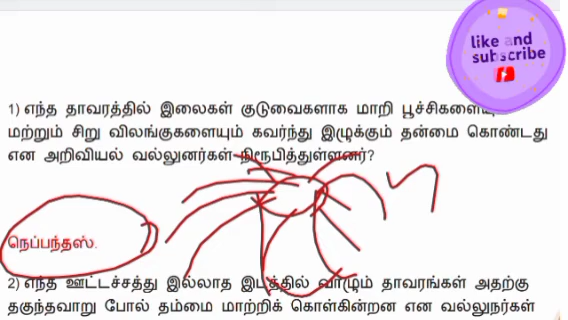 like and
subscribe
1) எந்த தாவரத்தில் இலைகள் குடுவைகளாக மாறி பூச்சிகளையும்
மற்றும் சிறு விலங்குகளையும் கவர்ந்து இழுக்கும் தன்மை கொண்டது
என அறிவியல் வல்லுனர்கள் நிரூபித்துள்ளனர்?
நெப்பந்தஸ்.
2) எந்த ஊட்டச்சத்து இல்லாத இடத்தில் வாழும் தாவரங்கள் அதற்கு
தகுந்தவாறு போல் தம்மை மாற்றிக் கொள்கின்றன என வல்லுநர்கள்